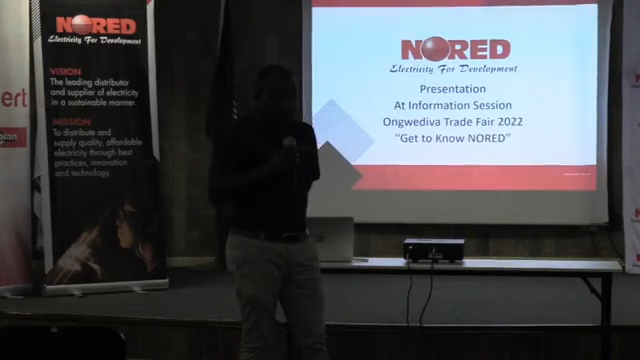 NORED
Electricity For Development
VISION
The leading distributor
and supplier of electricity
in a sustainable manner.
MISSION
To distribute and
supply quality, affordable
electricity through best
practices, innovation
and technology.
ert
NORED
Electricity For Development
Presentation
At Information Session
Ongwediva Trade Fair 2022
“Get to Know NORED”